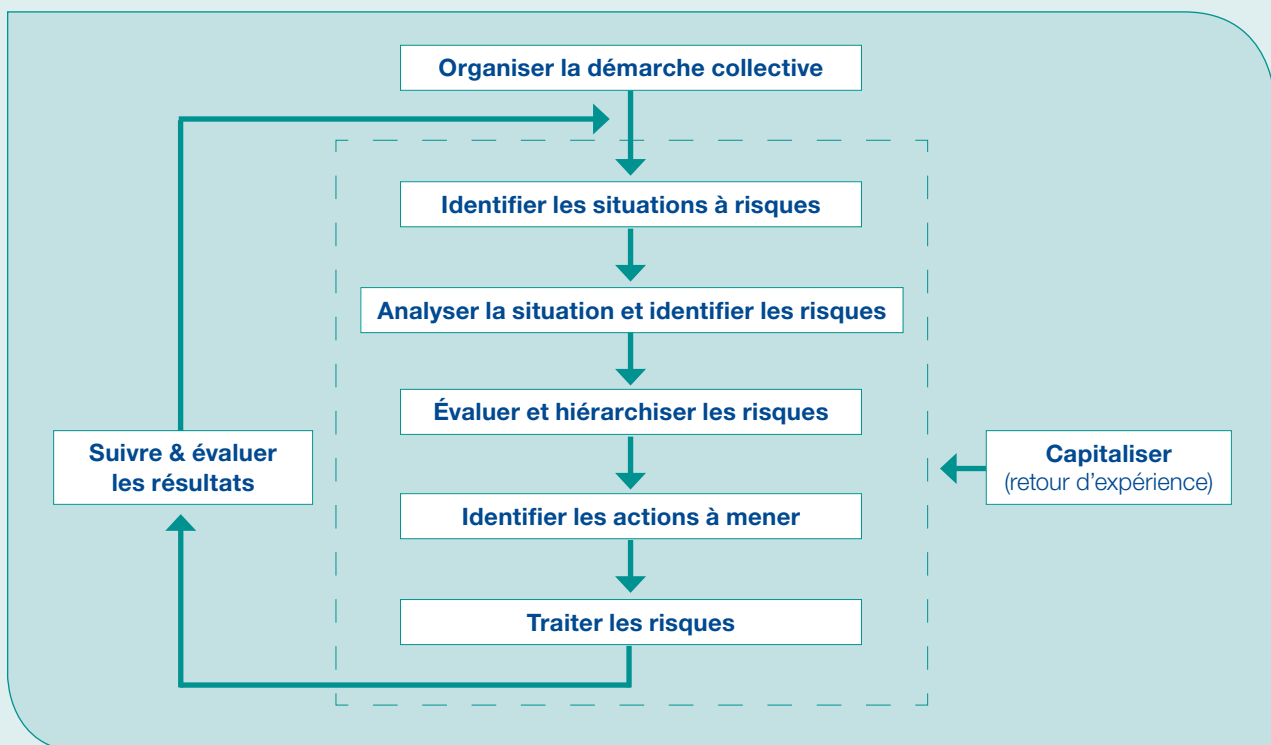 Organiser la démarche collective
Identifier les situations à risques
Analyser la situation et identifier les risques
Évaluer et hiérarchiser les risques
Suivre & évaluer
les résultats
Capitaliser
(retour d'expérience)
Identifier les actions à mener
Traiter les risques